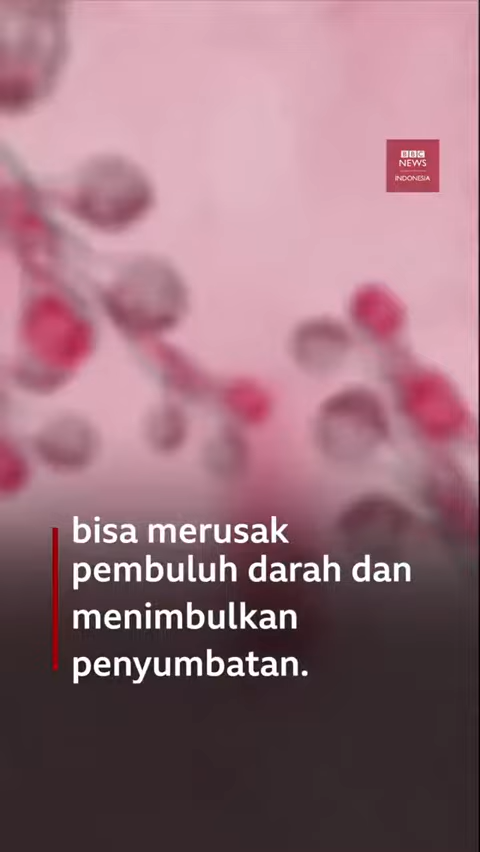 BBC
NEWS
INDONESIA
bisa merusak
pembuluh darah dan
menimbulkan
penyumbatan.